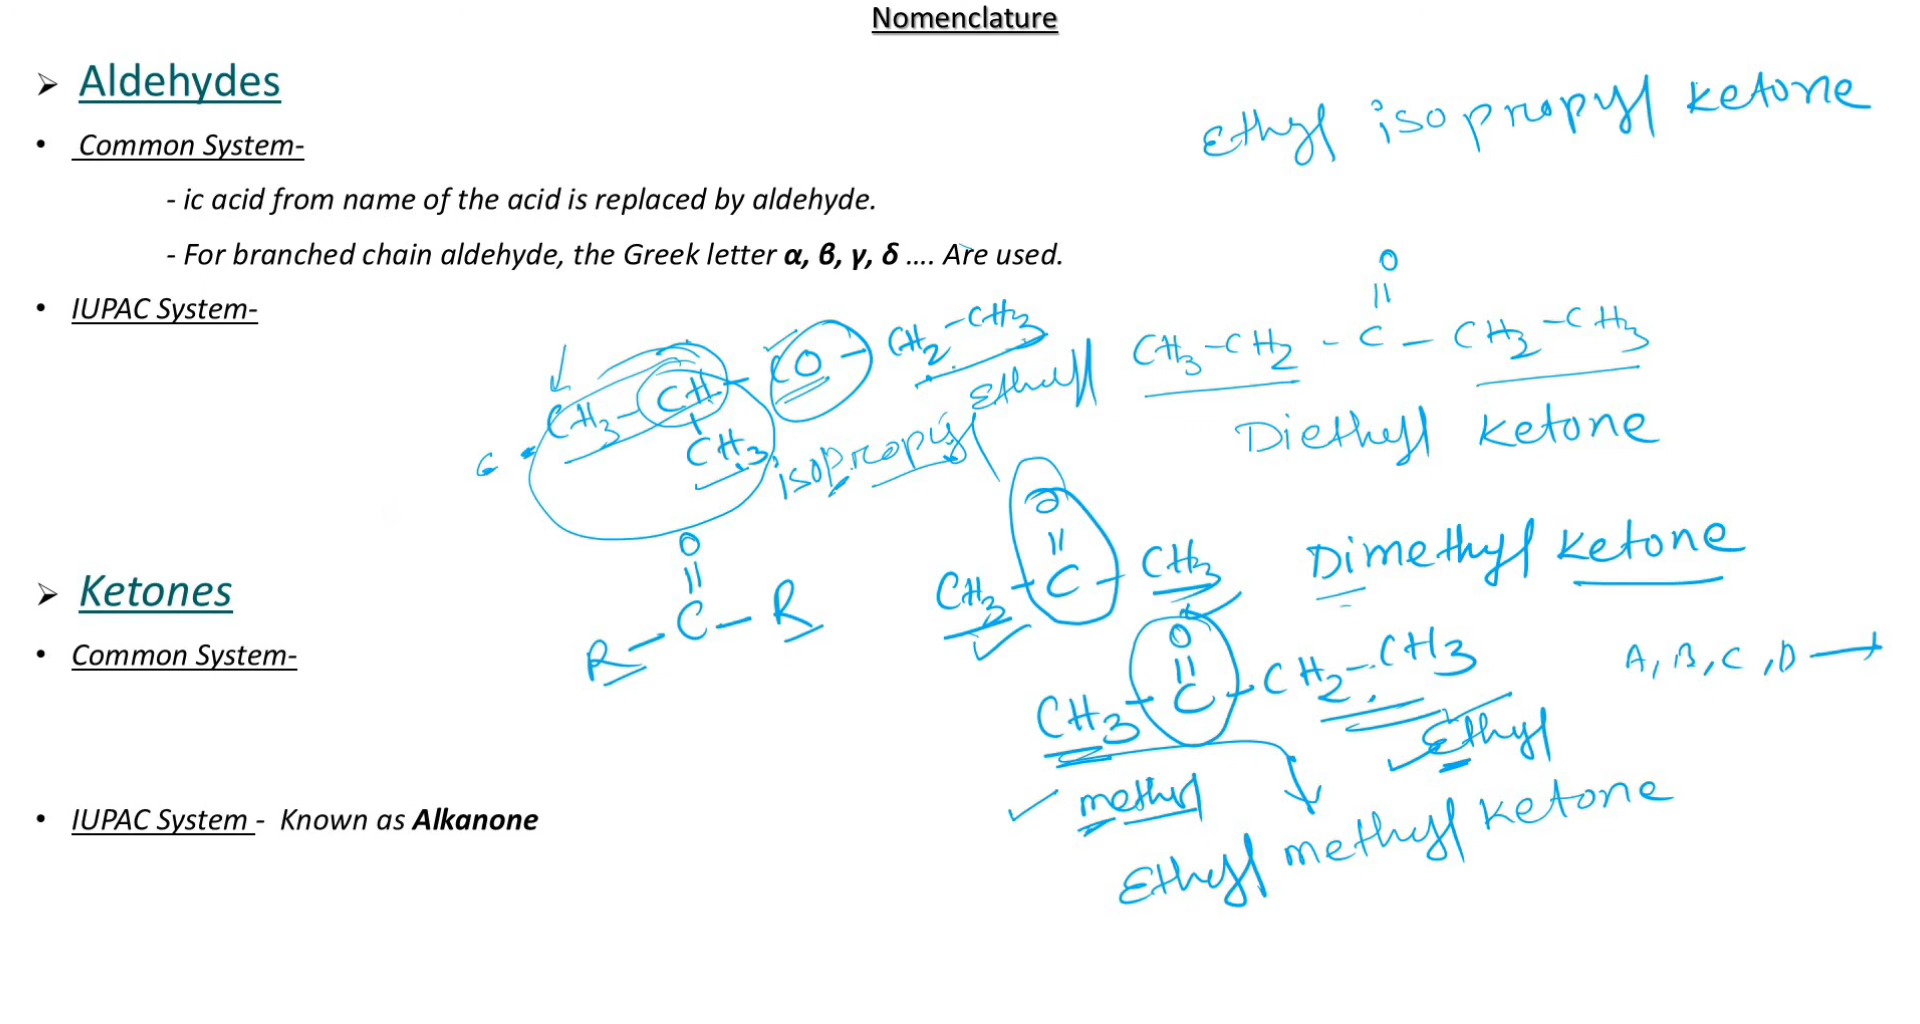 Nomenclature
➢ Aldehydes
• Common System-
- ic acid from name of the acid is replaced by aldehyde.
- For branched chain aldehyde, the Greek letter α, β, γ, δ .... Are used.
• IUPAC System-
Ethyl isopropyl ketone
CH3-CH-CO-CH2-CH3
CH3
isopropyl
Ethyl
O
||
CH3-CH2-C-CH2-CH3
Diethyl ketone
➢ Ketones
• Common System-
O
||
R-C-R
O
||
CH3-C-CH3
Dimethyl ketone
O
||
CH3-C-CH2-CH3
A, B, C, D
methyl
Ethyl
Ethyl methyl ketone
• IUPAC System - Known as Alkanone